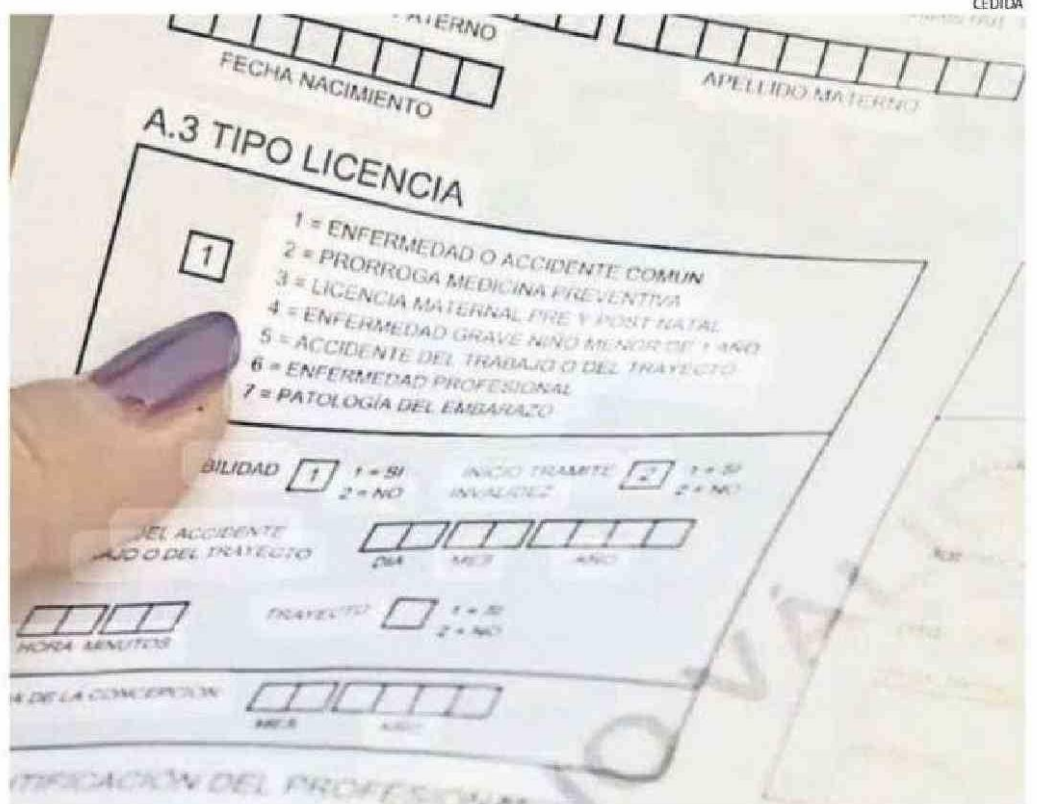 CEDIDA
PATERNO
FECHA NACIMIENTO
APELLIDO MATERNO
A.3 TIPO LICENCIA
1
1 = ENFERMEDAD O ACCIDENTE COMUN
2 = PRORROGA MEDICINA PREVENTIVA
3 = LICENCIA MATERNAL PRE Y POST NATAL
4 = ENFERMEDAD GRAVE NIÑO MENOR DE 1 AÑO
5 = ACCIDENTE DEL TRABAJO O DEL TRAYECTO
6 = ENFERMEDAD PROFESIONAL
7 = PATOLOGÍA DEL EMBARAZO
BILIDAD 1 1 = SI INICIO TRAMITE 2 1 = SI
2 = NO INVALIDEZ 2 = NO
DEL ACCIDENTE
AJO O DEL TRAYECTO DIA MES AÑO
TRAYECTO 1 = SI
2 = NO
HORA MINUTOS
A DE LA CONCEPCION
MES AÑO
NTIFICACIÓN DEL PROFESIONAL
NO VÁLI